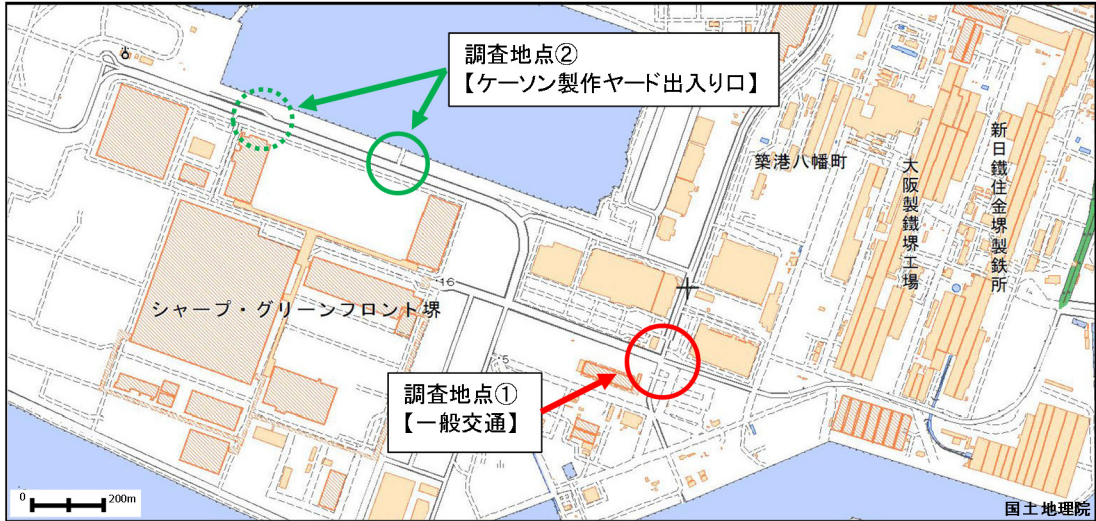 調査地点②
【ケーソン製作ヤード出入り口】
築港八幡町
大阪製鐵堺工場
新日鐵住金堺製鉄所
シャープ・グリーンフロント堺
・16
・5
調査地点①
【一般交通】
0 200m
国土地理院